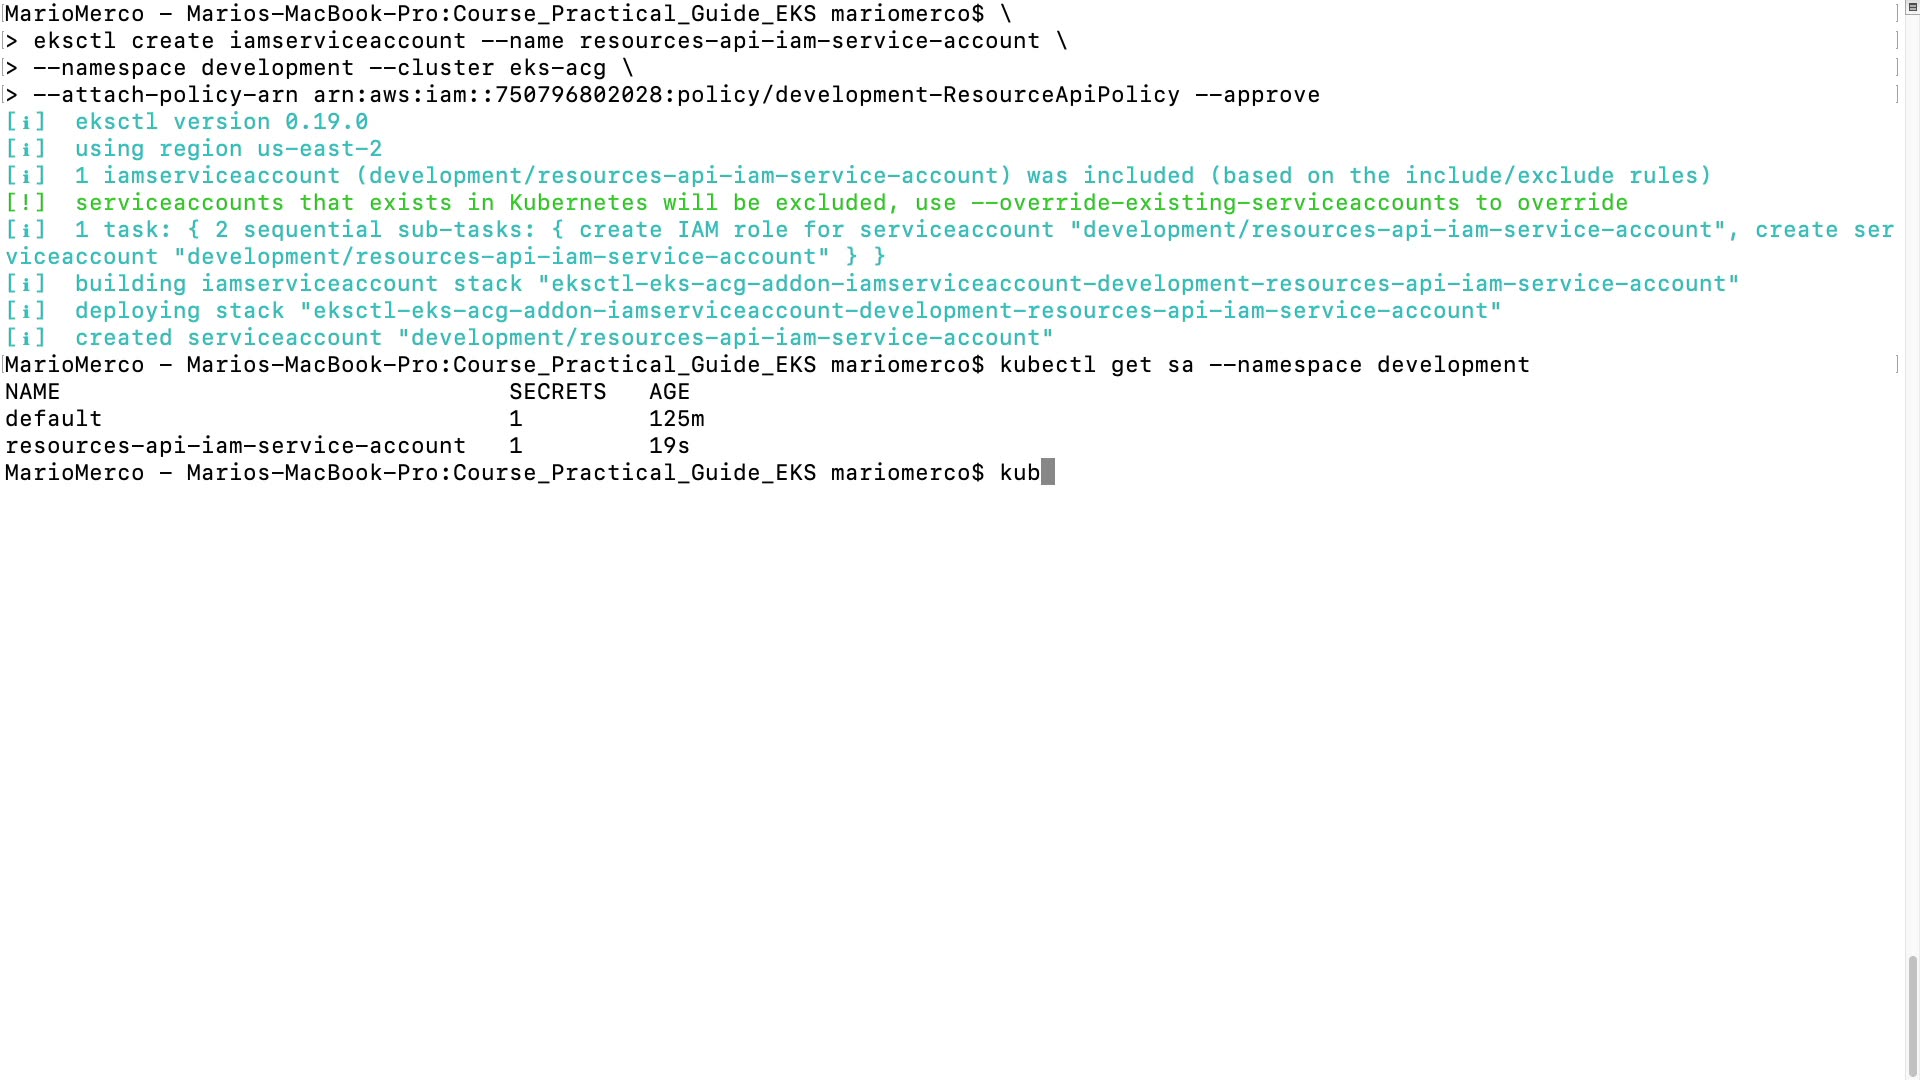 MarioMerco - Marios-MacBook-Pro:Course_Practical_Guide_EKS mariomerco$ \
> eksctl create iamserviceaccount --name resources-api-iam-service-account \
> --namespace development --cluster eks-acg \
> --attach-policy-arn arn:aws:iam::750796802028:policy/development-ResourceApiPolicy --approve
[ℹ]  eksctl version 0.19.0
[ℹ]  using region us-east-2
[ℹ]  1 iamserviceaccount (development/resources-api-iam-service-account) was included (based on the include/exclude rules)
[!]  serviceaccounts that exists in Kubernetes will be excluded, use --override-existing-serviceaccounts to override
[ℹ]  1 task: { 2 sequential sub-tasks: { create IAM role for serviceaccount "development/resources-api-iam-service-account", create ser
viceaccount "development/resources-api-iam-service-account" } }
[ℹ]  building iamserviceaccount stack "eksctl-eks-acg-addon-iamserviceaccount-development-resources-api-iam-service-account"
[ℹ]  deploying stack "eksctl-eks-acg-addon-iamserviceaccount-development-resources-api-iam-service-account"
[ℹ]  created serviceaccount "development/resources-api-iam-service-account"
MarioMerco - Marios-MacBook-Pro:Course_Practical_Guide_EKS mariomerco$ kubectl get sa --namespace development
NAME                                SECRETS   AGE
default                             1         125m
resources-api-iam-service-account   1         19s
MarioMerco - Marios-MacBook-Pro:Course_Practical_Guide_EKS mariomerco$ kub